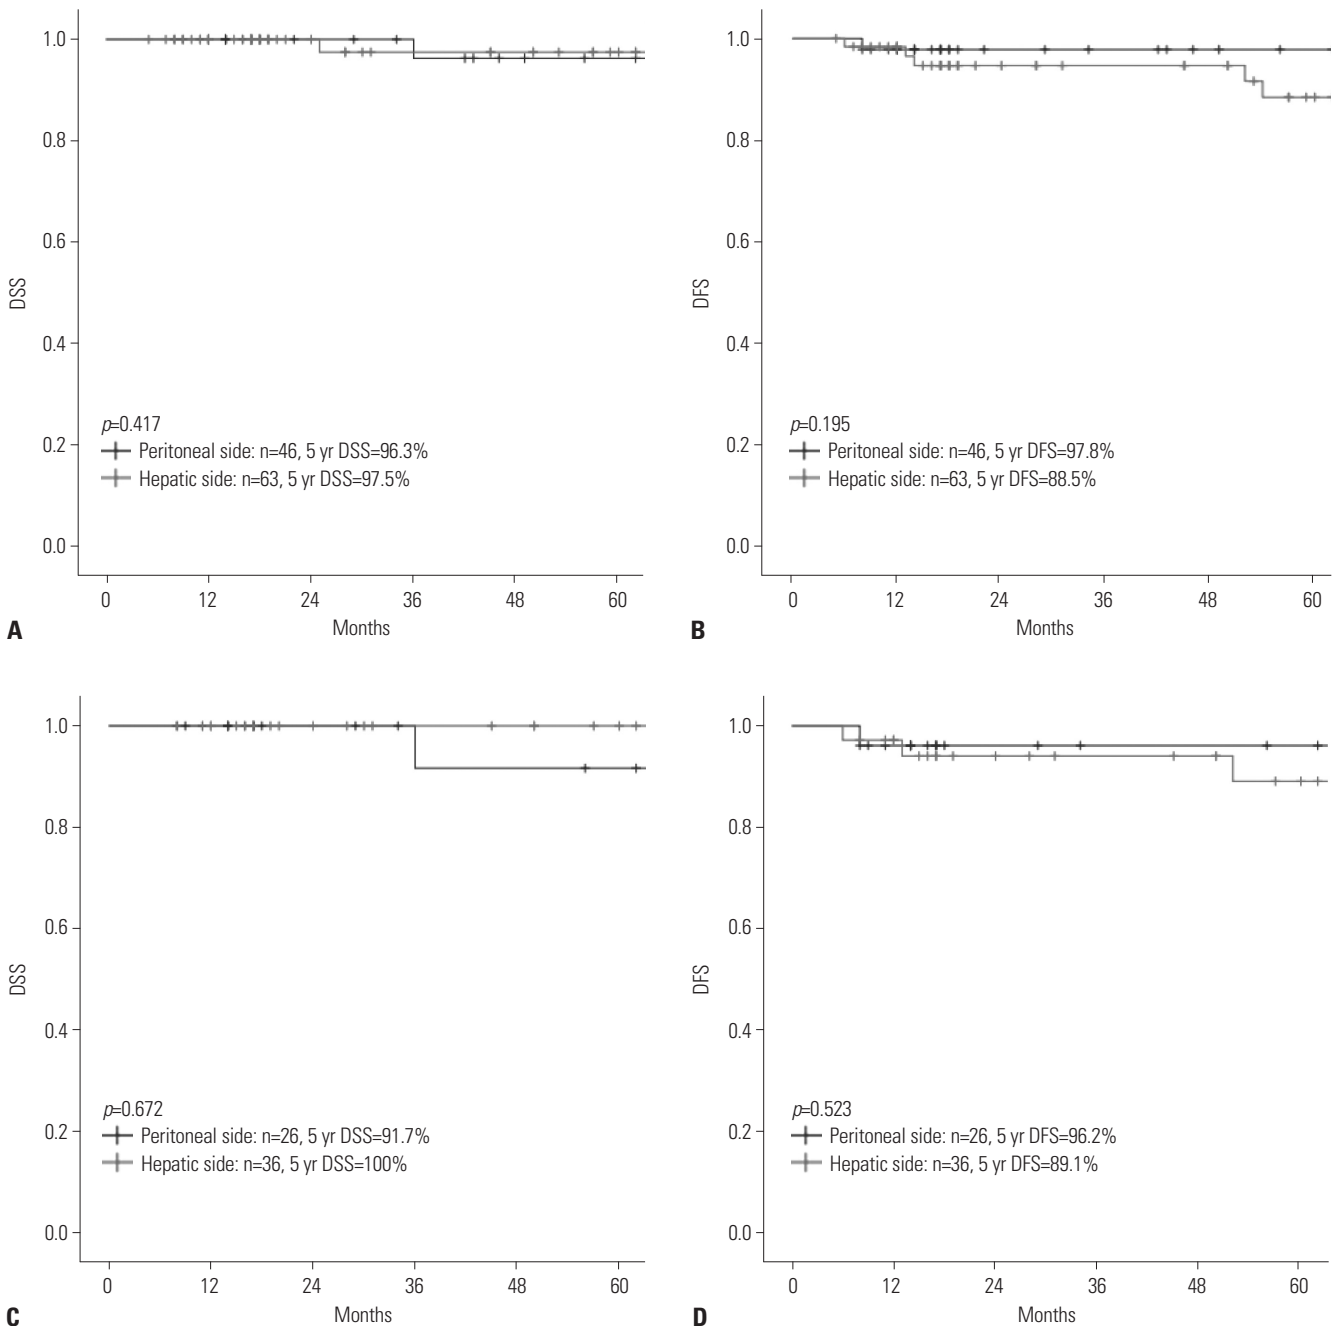 1.0
0.8
0.6
0.4
0.2
0.0
DSS
p=0.417
Peritoneal side: n=46, 5 yr DSS=96.3%
Hepatic side: n=63, 5 yr DSS=97.5%
0 12 24 36 48 60
Months
A
1.0
0.8
0.6
0.4
0.2
0.0
DFS
p=0.195
Peritoneal side: n=46, 5 yr DFS=97.8%
Hepatic side: n=63, 5 yr DFS=88.5%
0 12 24 36 48 60
Months
B
1.0
0.8
0.6
0.4
0.2
0.0
DSS
p=0.672
Peritoneal side: n=26, 5 yr DSS=91.7%
Hepatic side: n=36, 5 yr DSS=100%
0 12 24 36 48 60
Months
C
1.0
0.8
0.6
0.4
0.2
0.0
DFS
p=0.523
Peritoneal side: n=26, 5 yr DFS=96.2%
Hepatic side: n=36, 5 yr DFS=89.1%
0 12 24 36 48 60
Months
D